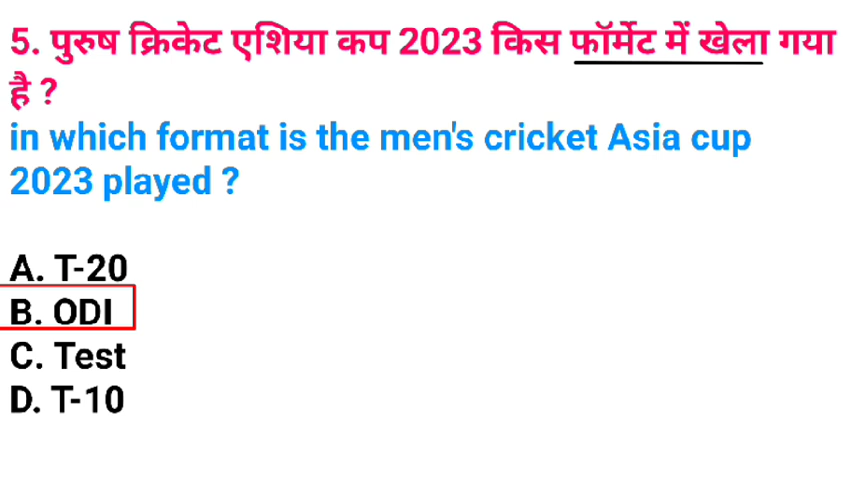 5. पुरुष क्रिकेट एशिया कप 2023 किस फॉर्मेट में खेला गया
है ?
in which format is the men's cricket Asia cup
2023 played ?
A. T-20
B. ODI
C. Test
D. T-10